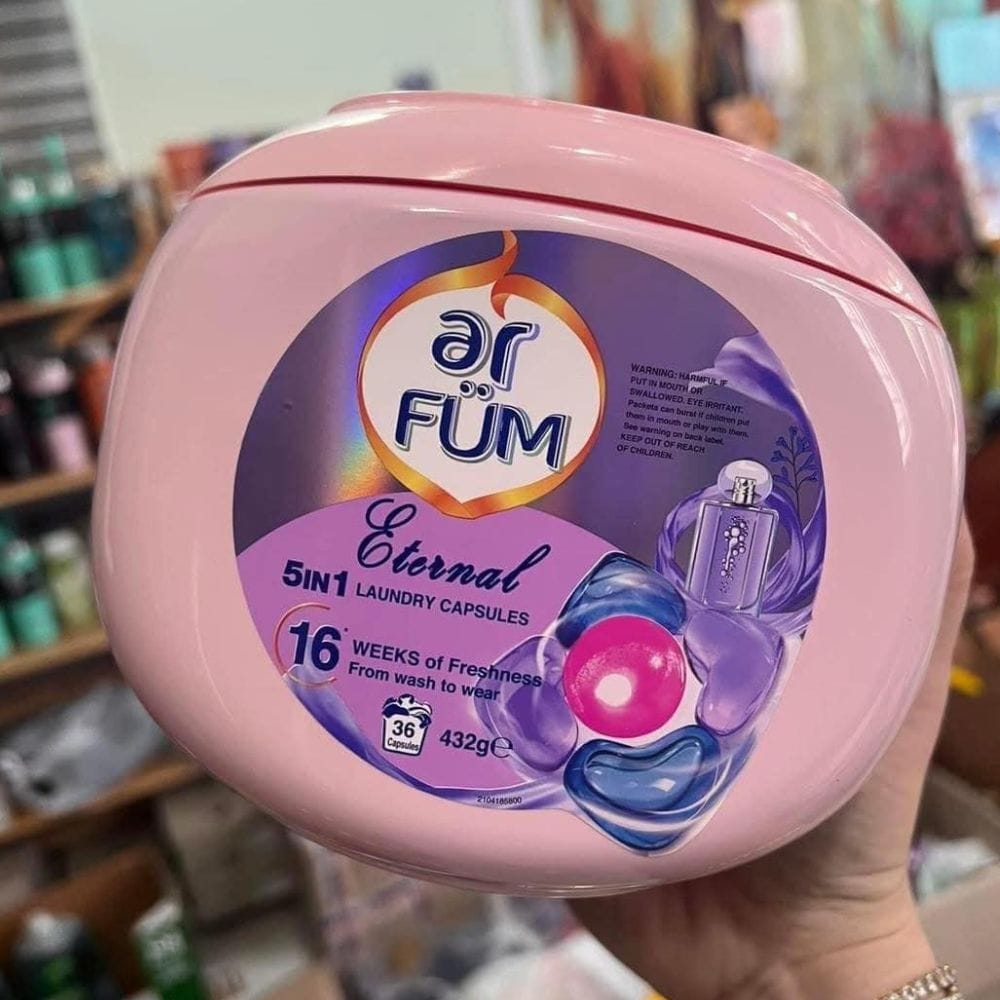 ər
FÜM
WARNING: HARMFUL IF
PUT IN MOUTH OR
SWALLOWED. EYE IRRITANT.
Packets can burst if children put
them in mouth or play with them.
See warning on back label.
KEEP OUT OF REACH
OF CHILDREN.
Eternal
5IN1 LAUNDRY CAPSULES
16* WEEKS of Freshness
From wash to wear
36
Capsules
432g℮
2104185800